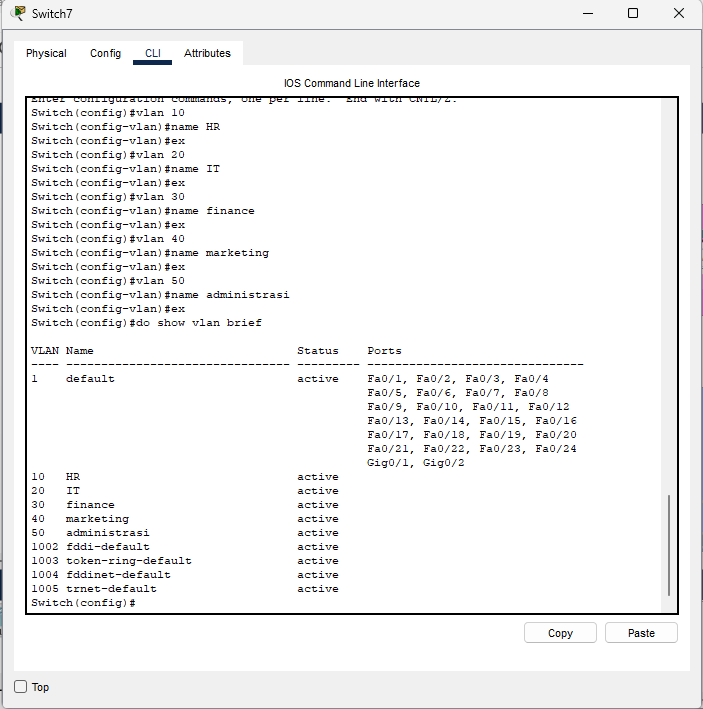 Switch7
Physical Config CLI Attributes
IOS Command Line Interface
Enter configuration commands, one per line.  End with CNTL/Z.
Switch(config)#vlan 10
Switch(config-vlan)#name HR
Switch(config-vlan)#ex
Switch(config)#vlan 20
Switch(config-vlan)#name IT
Switch(config-vlan)#ex
Switch(config)#vlan 30
Switch(config-vlan)#name finance
Switch(config-vlan)#ex
Switch(config)#vlan 40
Switch(config-vlan)#name marketing
Switch(config-vlan)#ex
Switch(config)#vlan 50
Switch(config-vlan)#name administrasi
Switch(config-vlan)#ex
Switch(config)#do show vlan brief
VLAN Name                             Status    Ports
---- -------------------------------- --------- -------------------------------
1    default                          active    Fa0/1, Fa0/2, Fa0/3, Fa0/4
Fa0/5, Fa0/6, Fa0/7, Fa0/8
Fa0/9, Fa0/10, Fa0/11, Fa0/12
Fa0/13, Fa0/14, Fa0/15, Fa0/16
Fa0/17, Fa0/18, Fa0/19, Fa0/20
Fa0/21, Fa0/22, Fa0/23, Fa0/24
Gig0/1, Gig0/2
10   HR                               active
20   IT                               active
30   finance                          active
40   marketing                        active
50   administrasi                     active
1002 fddi-default                     active
1003 token-ring-default               active
1004 fddinet-default                  active
1005 trnet-default                    active
Switch(config)#
Copy Paste
Top